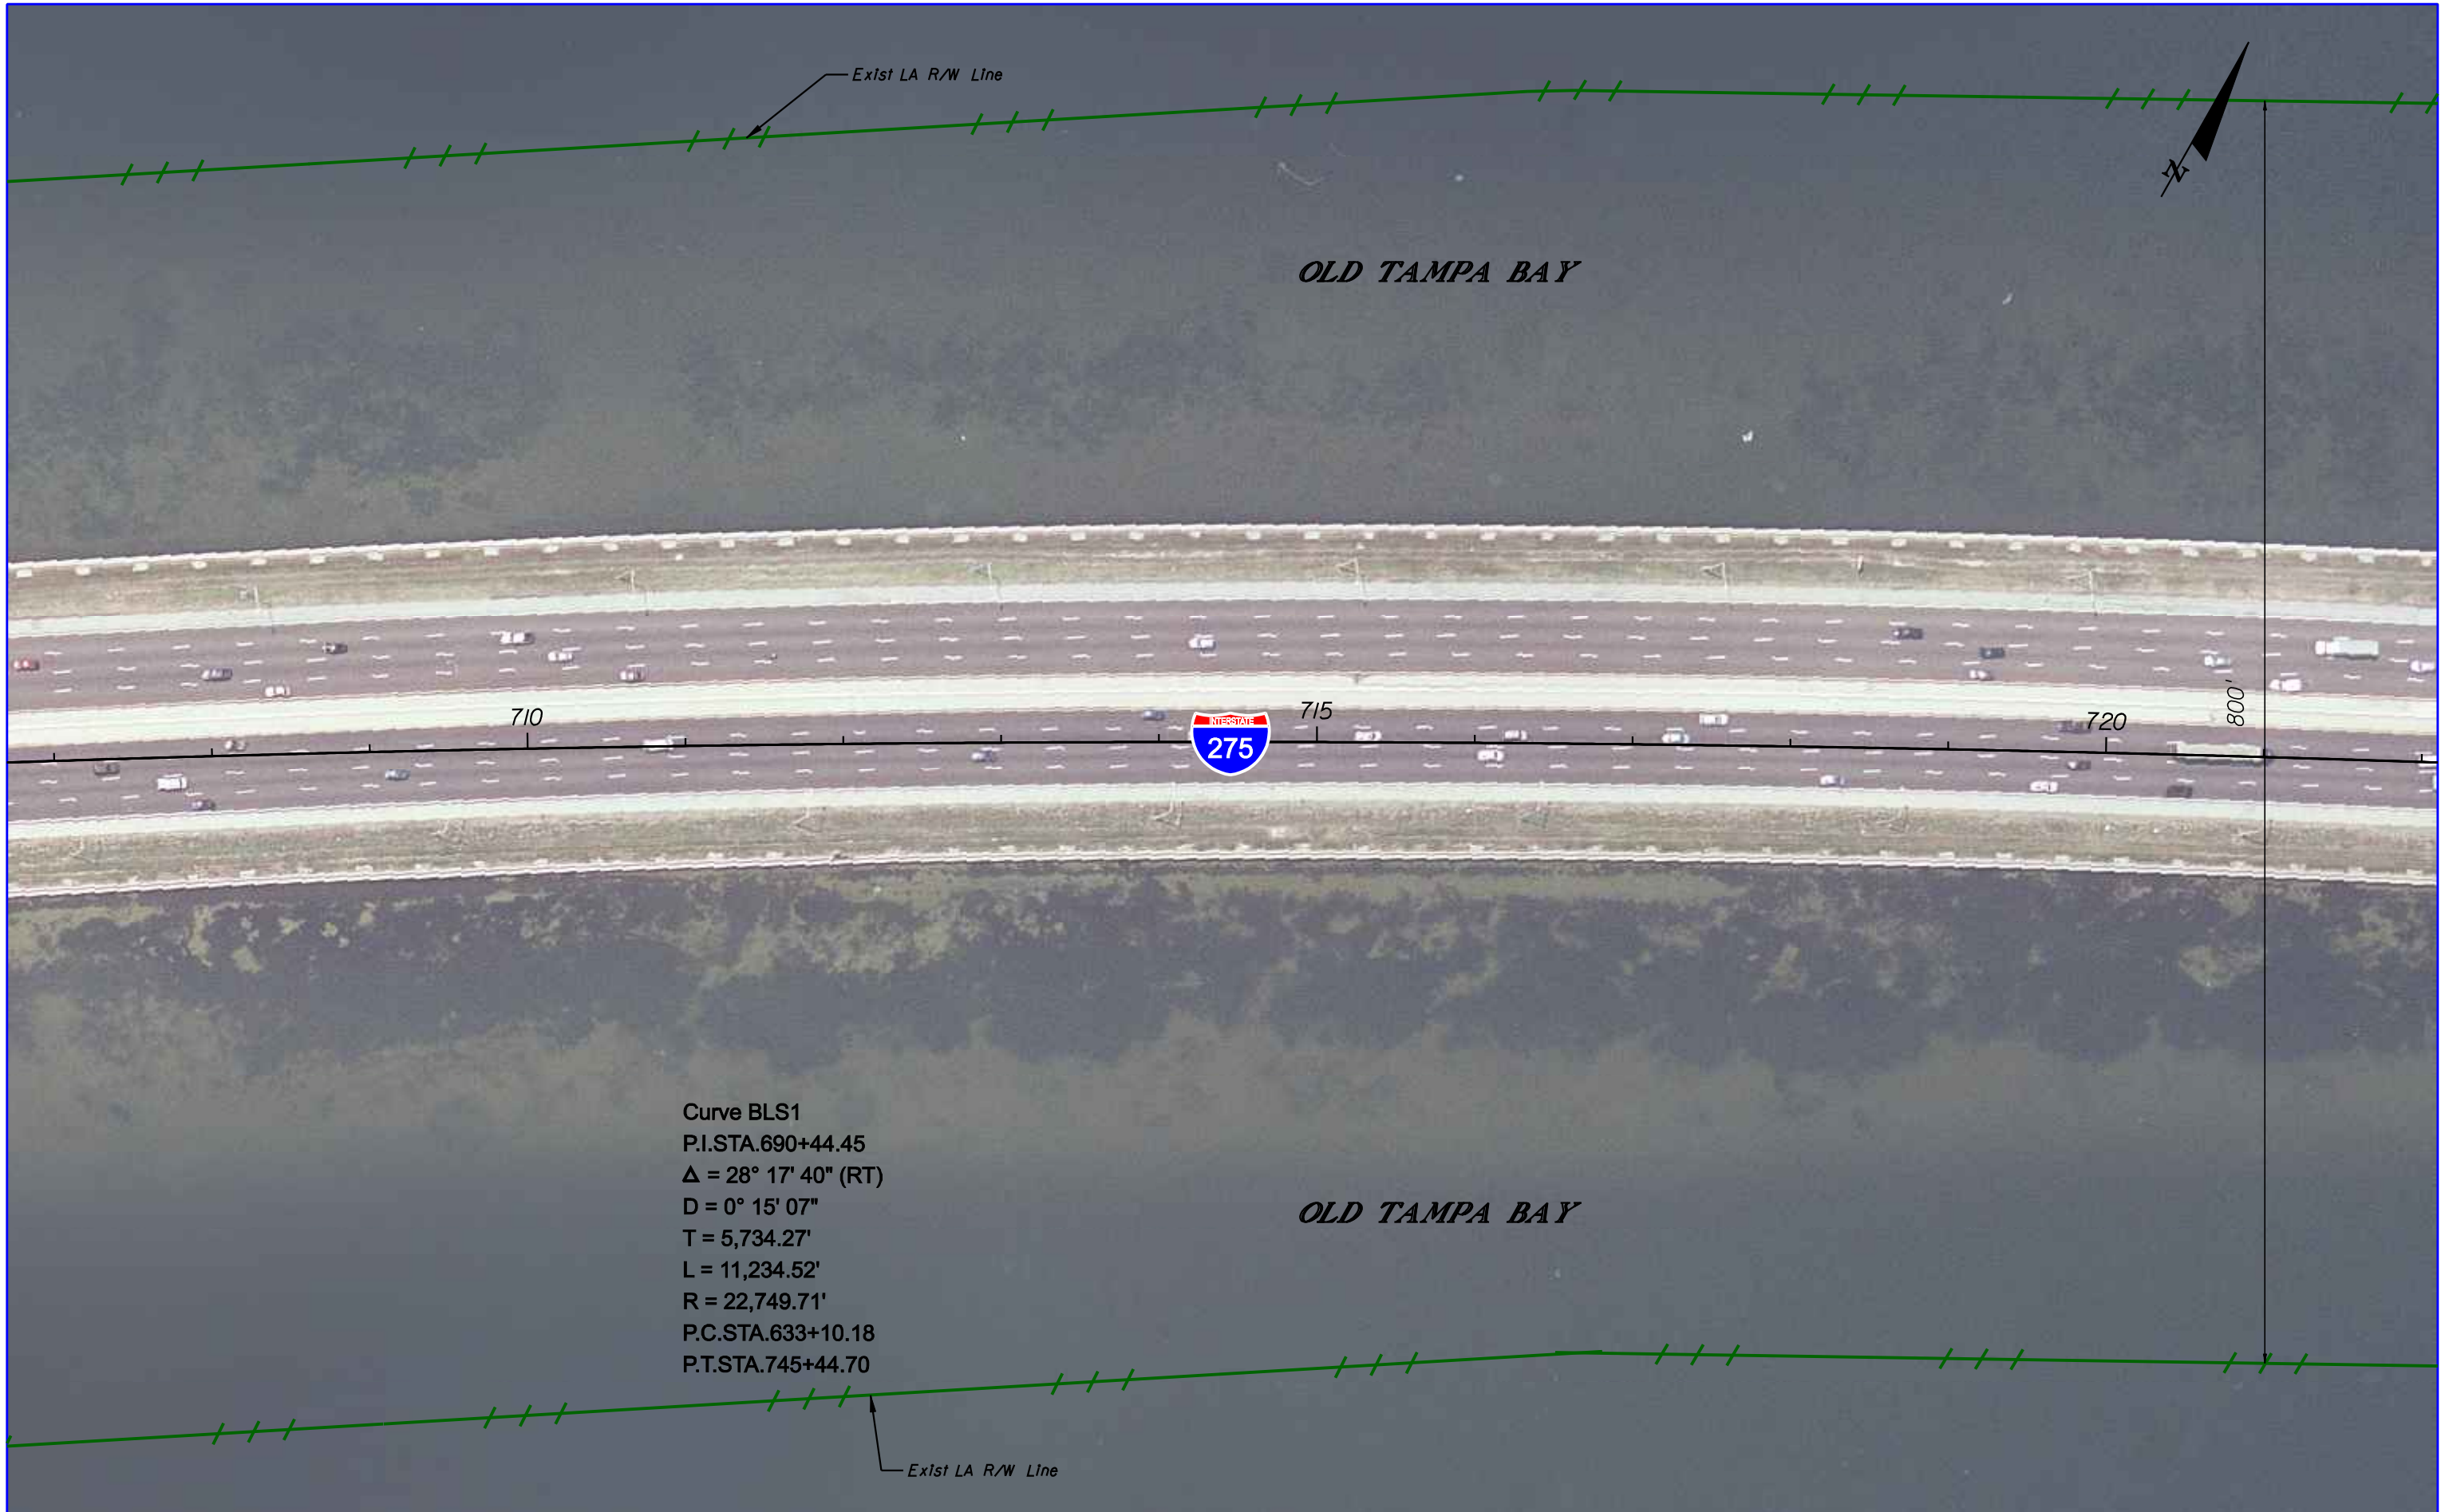 Exist LA R/W Line
N
OLD TAMPA BAY
710
715
720
800'
INTERSTATE
275
Curve BLS1
P.I.STA.690+44.45
Δ = 28° 17' 40" (RT)
D = 0° 15' 07"
T = 5,734.27'
L = 11,234.52'
R = 22,749.71'
P.C.STA.633+10.18
P.T.STA.745+44.70
OLD TAMPA BAY
Exist LA R/W Line